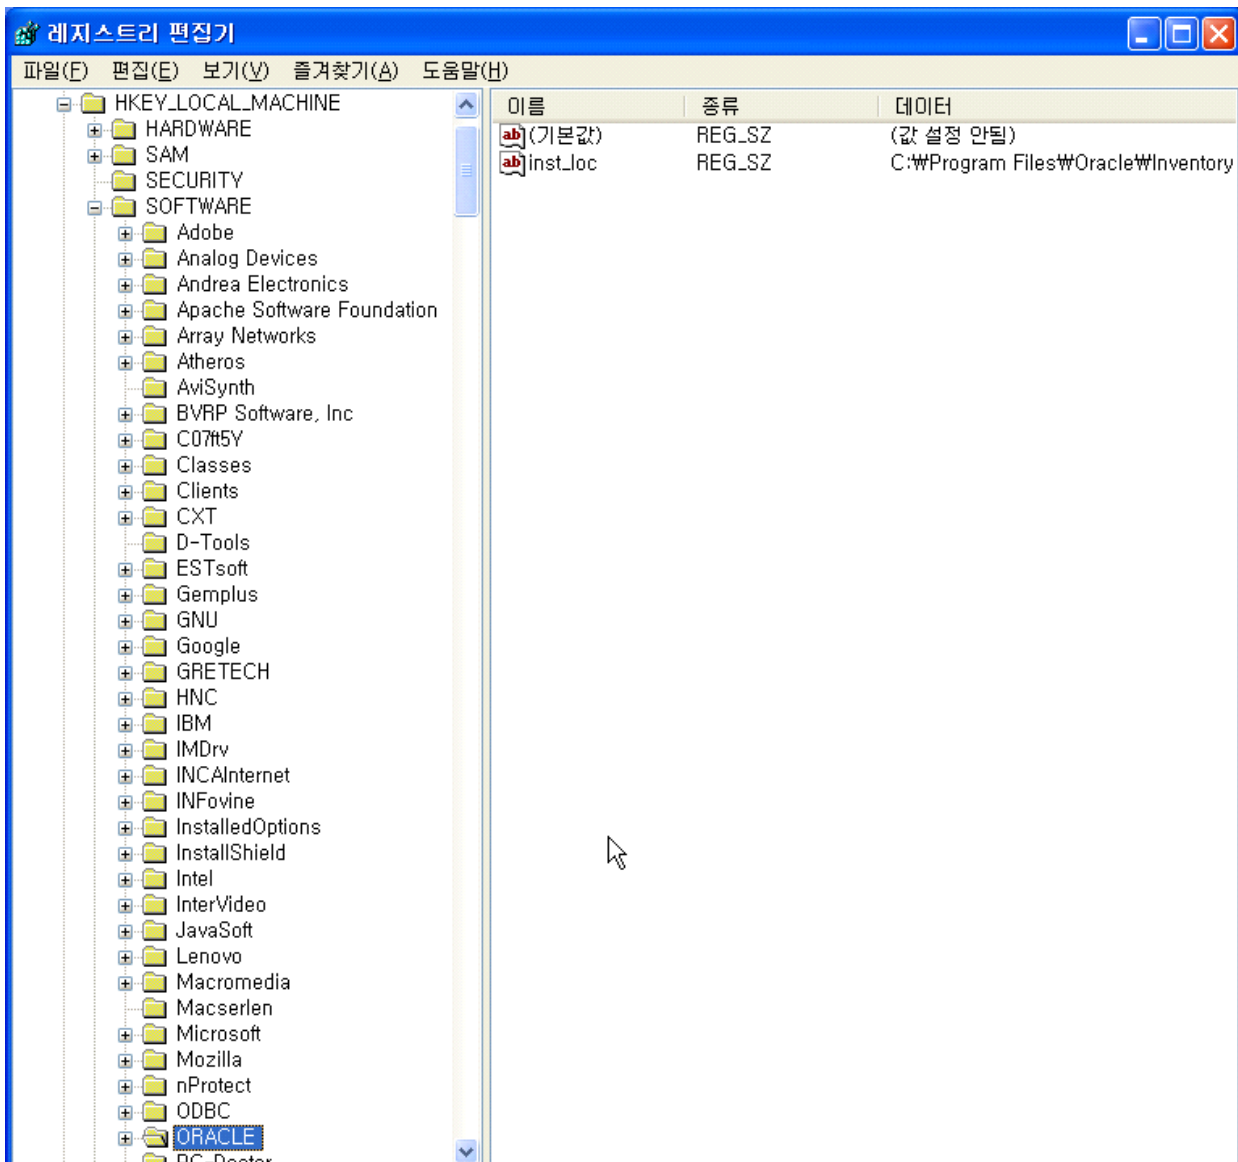 레지스트리 편집기
파일(F) 편집(E) 보기(V) 즐겨찾기(A) 도움말(H)
HKEY_LOCAL_MACHINE
HARDWARE
SAM
SECURITY
SOFTWARE
Adobe
Analog Devices
Andrea Electronics
Apache Software Foundation
Array Networks
Atheros
AviSynth
BVRP Software, Inc
C07ft5Y
Classes
Clients
CXT
D-Tools
ESTsoft
Gemplus
GNU
Google
GRETECH
HNC
IBM
IMDrv
INCAInternet
INFovine
InstalledOptions
InstallShield
Intel
InterVideo
JavaSoft
Lenovo
Macromedia
Macserlen
Microsoft
Mozilla
nProtect
ODBC
ORACLE
PC-Doctor
이름 종류 데이터
(기본값) REG_SZ (값 설정 안됨)
inst_loc REG_SZ C:₩Program Files₩Oracle₩Inventory